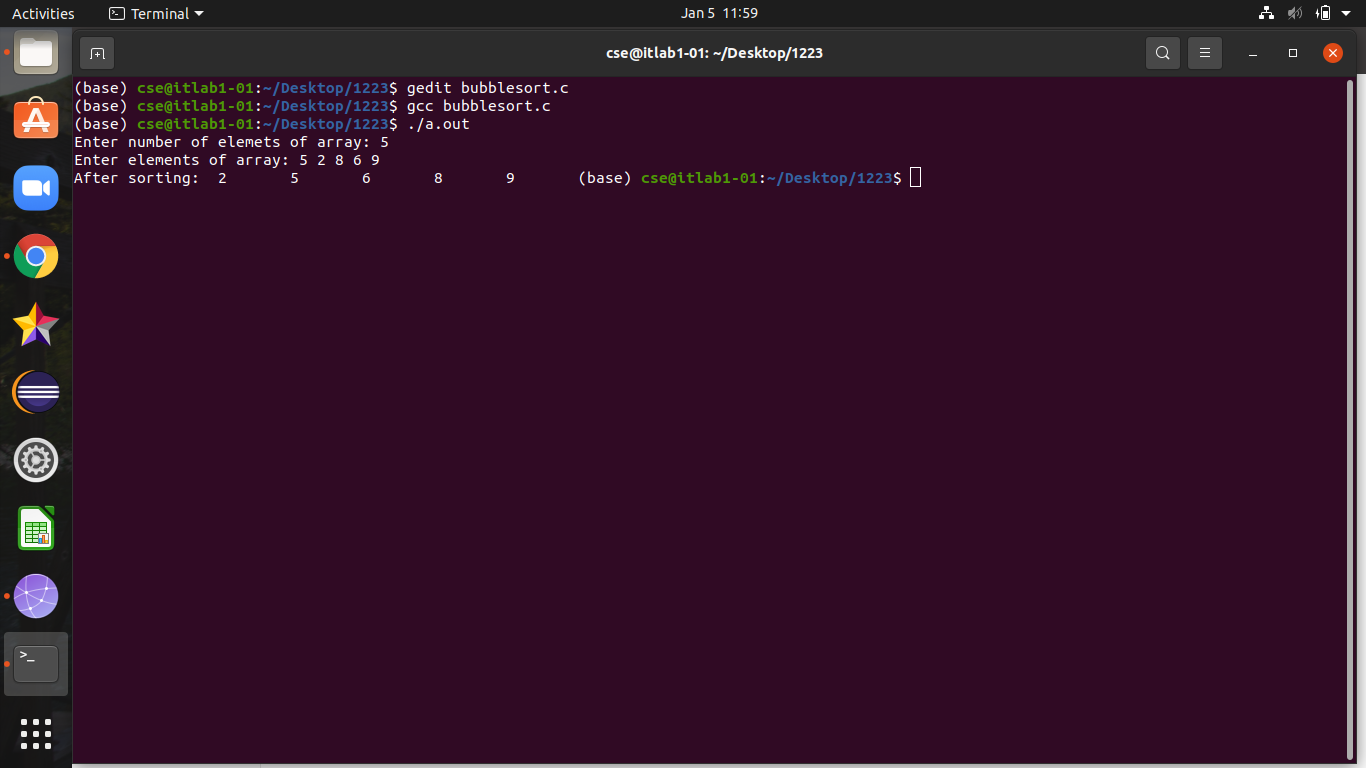 Activities Terminal Jan 5 11:59
cse@itlab1-01: ~/Desktop/1223
(base) cse@itlab1-01:~/Desktop/1223$ gedit bubblesort.c
(base) cse@itlab1-01:~/Desktop/1223$ gcc bubblesort.c
(base) cse@itlab1-01:~/Desktop/1223$ ./a.out
Enter number of elemets of array: 5
Enter elements of array: 5 2 8 6 9
After sorting:  2       5       6       8       9       (base) cse@itlab1-01:~/Desktop/1223$
>_